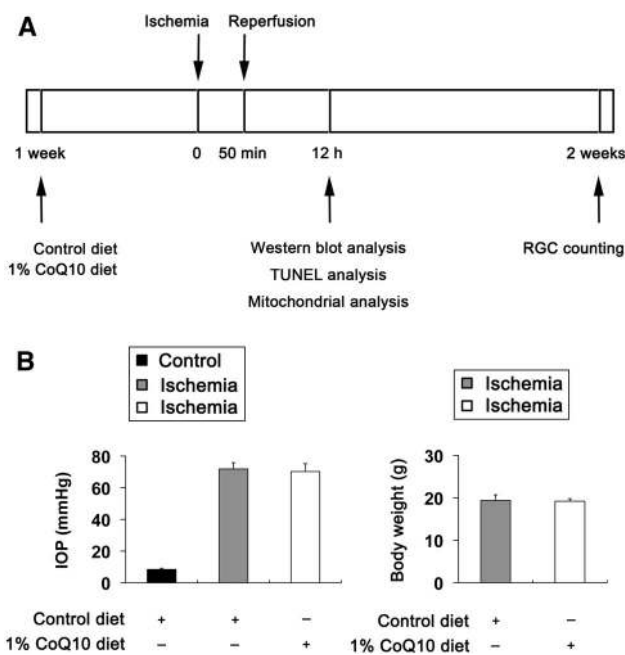 A
Ischemia Reperfusion
1 week 0 50 min 12 h 2 weeks
Control diet
1% CoQ10 diet
Western blot analysis
TUNEL analysis
Mitochondrial analysis
RGC counting
B
Control
Ischemia
Ischemia
IOP (mmHg)
80
60
40
20
0
Control diet + + –
1% CoQ10 diet – – +
Ischemia
Ischemia
Body weight (g)
30
20
10
0
Control diet + –
1% CoQ10 diet – +